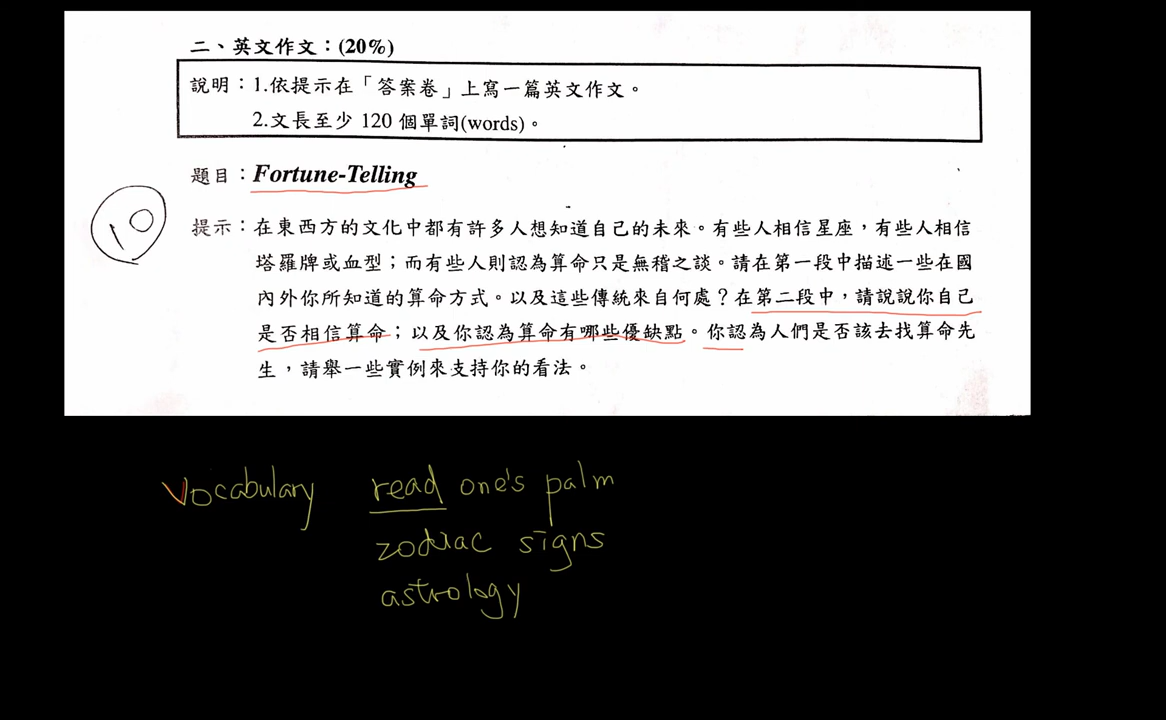 二、英文作文：(20%)
說明：1.依提示在「答案卷」上寫一篇英文作文。
2.文長至少 120 個單詞(words)。
題目：Fortune-Telling
10
提示：在東西方的文化中都有許多人想知道自己的未來。有些人相信星座，有些人相信
塔羅牌或血型；而有些人則認為算命只是無稽之談。請在第一段中描述一些在國
內外你所知道的算命方式。以及這些傳統來自何處？在第二段中，請說說你自己
是否相信算命；以及你認為算命有哪些優缺點。你認為人們是否該去找算命先
生，請舉一些實例來支持你的看法。
Vocabulary read one's palm
zodiac signs
astrology